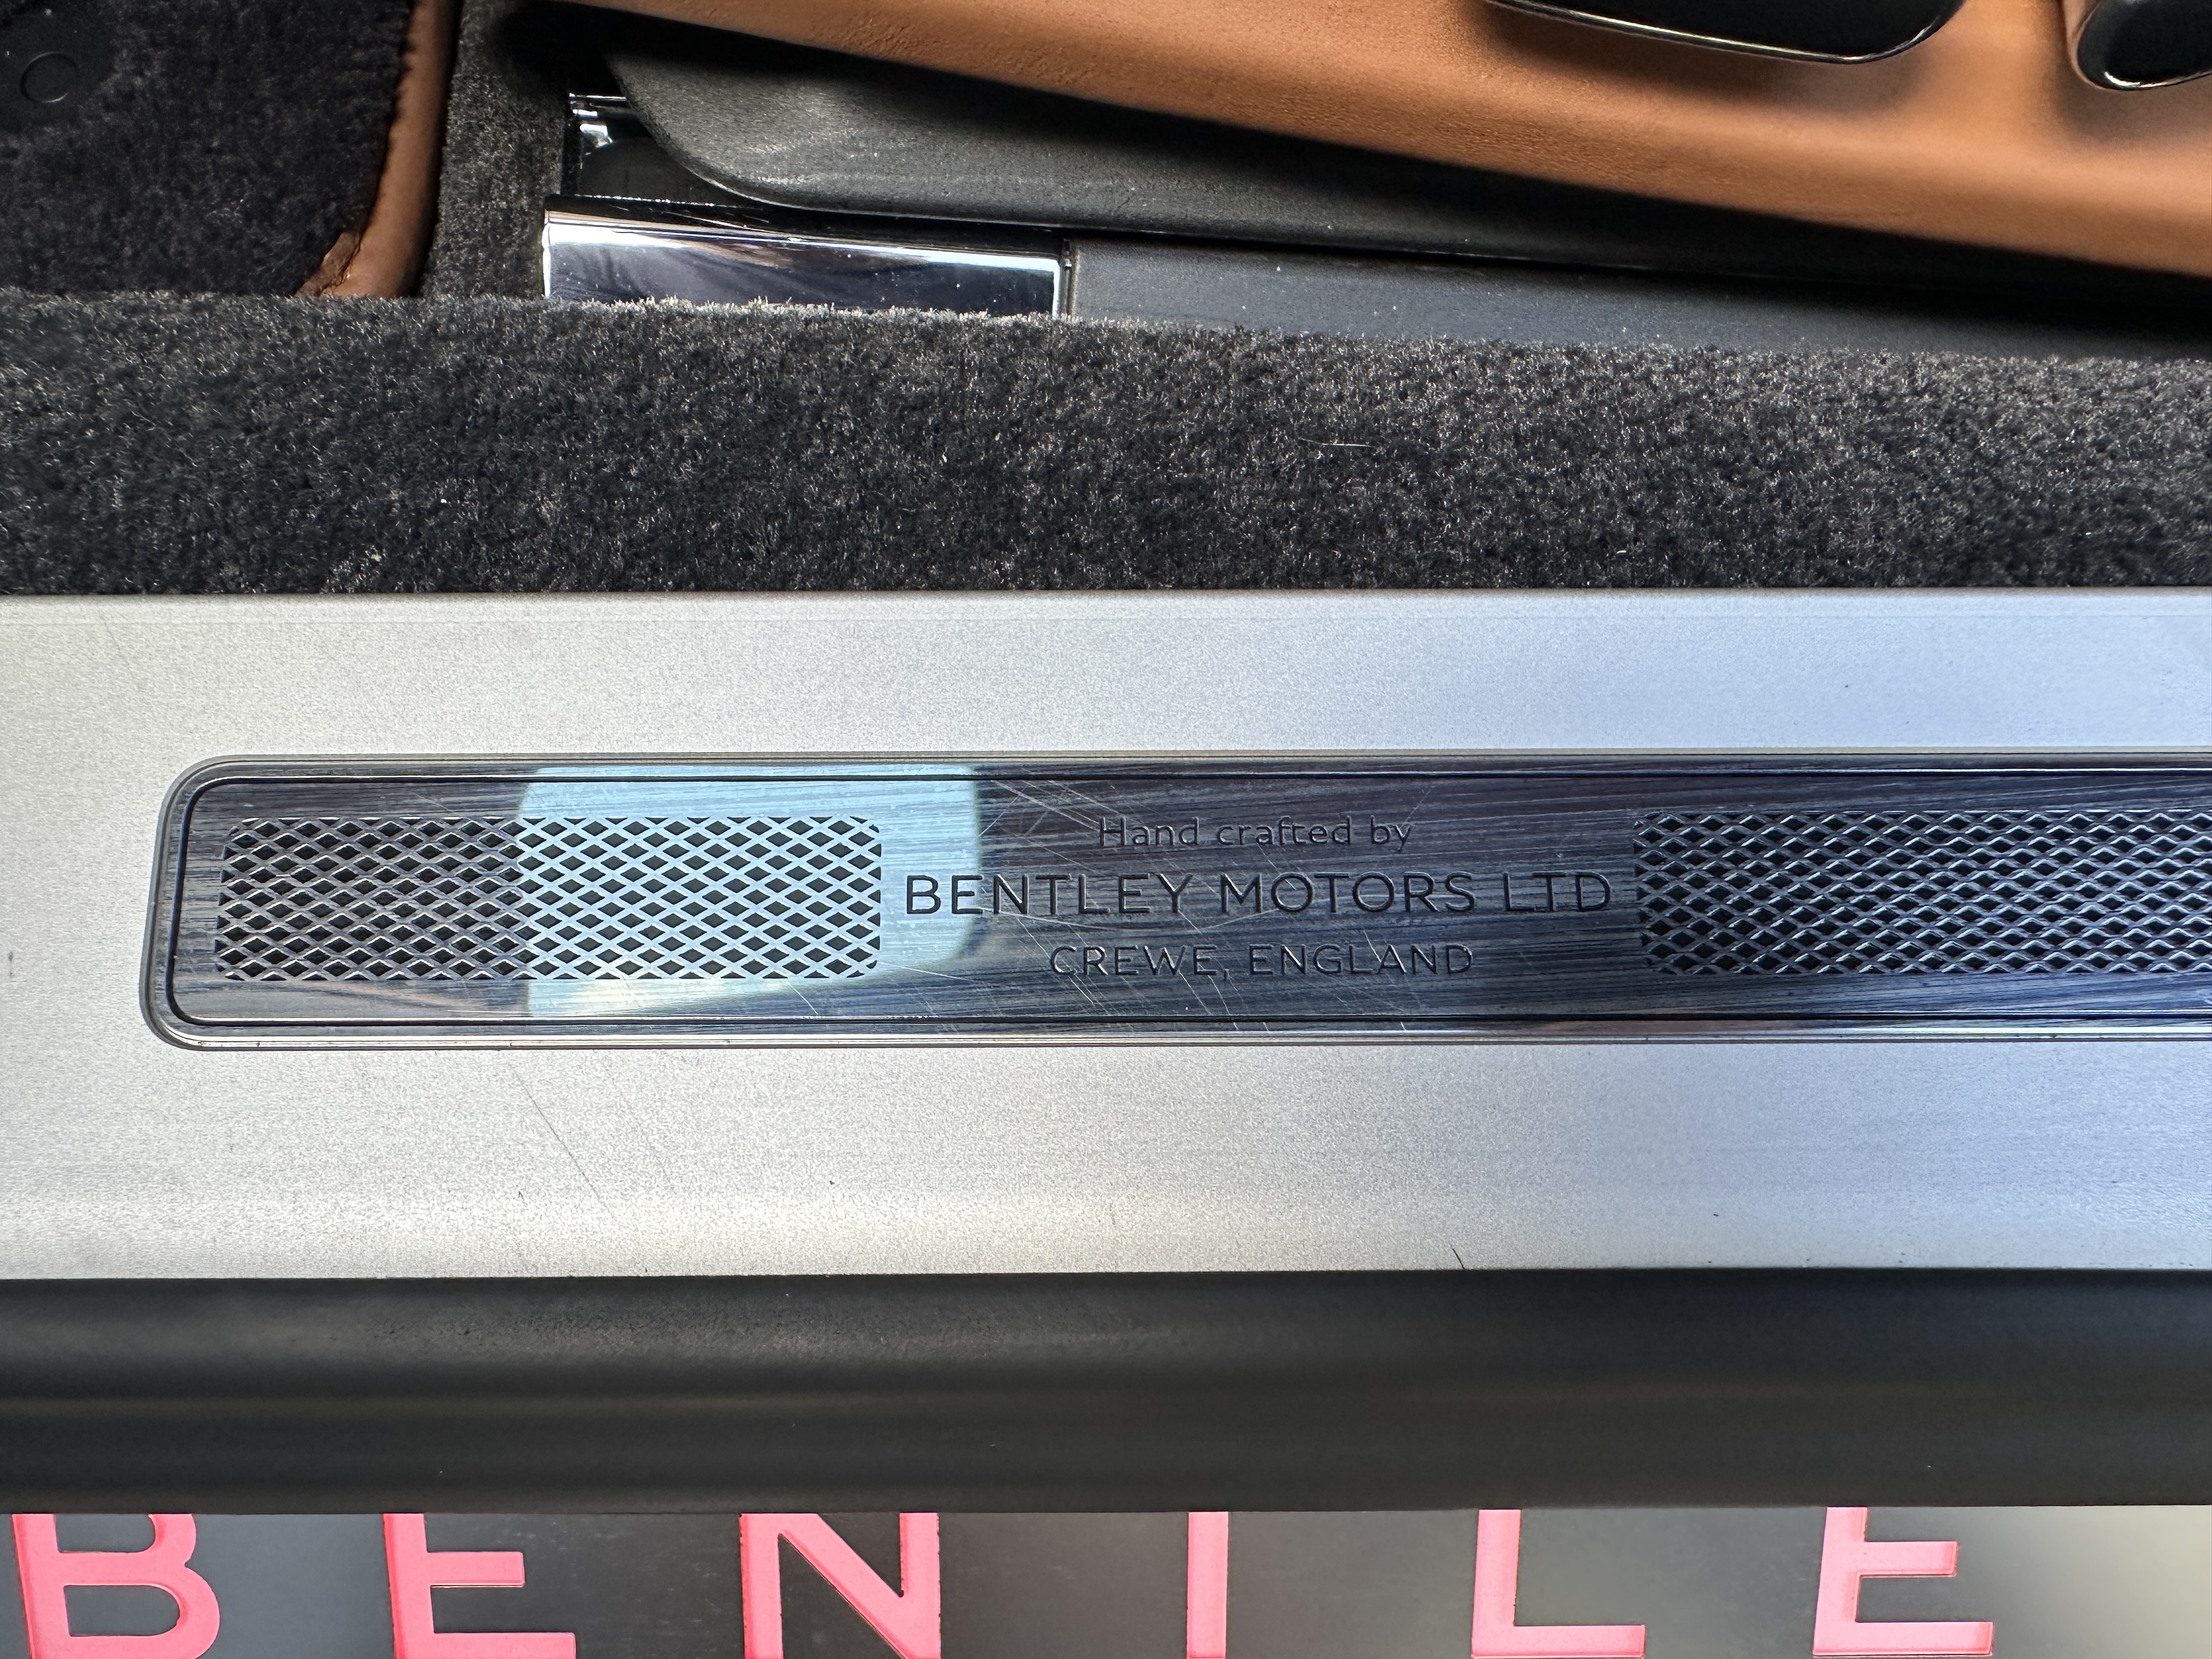 Hand crafted by
BENTLEY MOTORS LTD
CREWE, ENGLAND
BENTLE